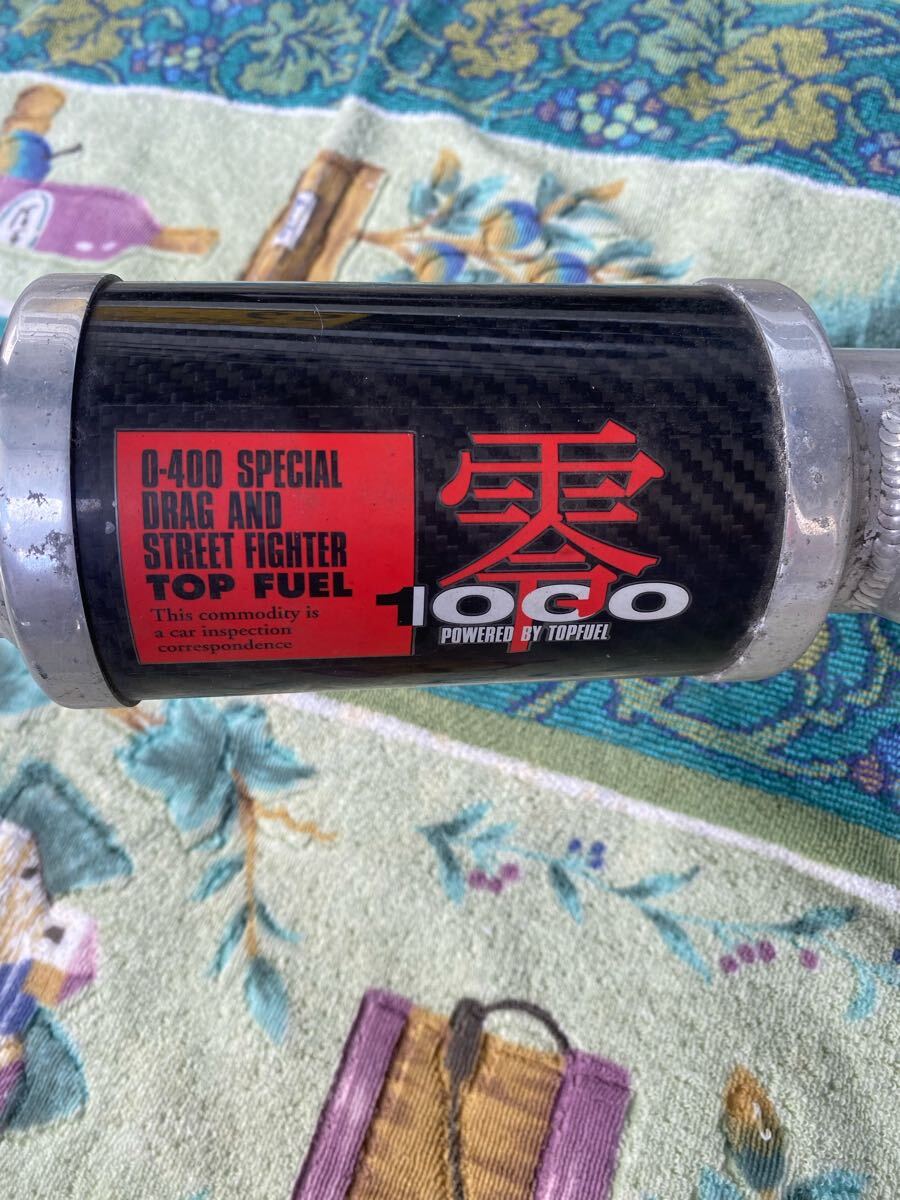 0-400 SPECIAL
DRAG AND
STREET FIGHTER
TOP FUEL
This commodity is
a car inspection
correspondence
零
1000
POWERED BY TOPFUEL